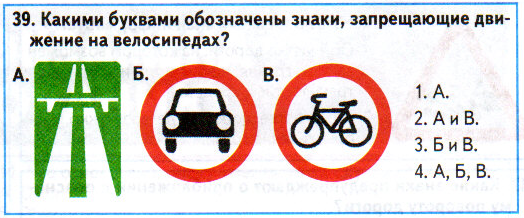 39. Какими буквами обозначены знаки, запрещающие дви-
жение на велосипедах?
А. Б. В.
1. А.
2. А и В.
3. Б и В.
4. А, Б, В.